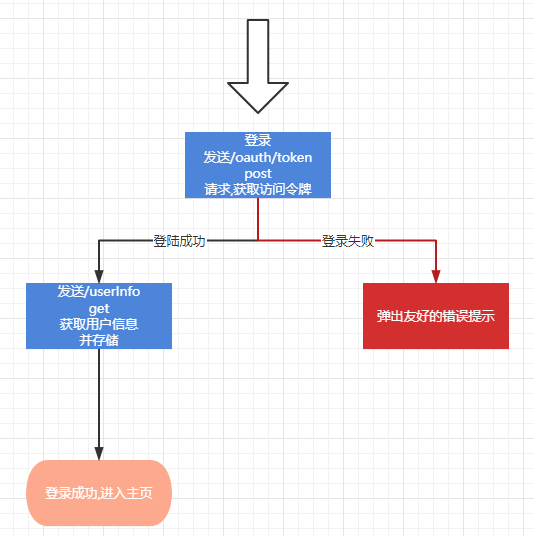 登录
发送/oauth/token
post
请求,获取访问令牌
登陆成功
登录失败
发送/userInfo
get
获取用户信息
并存储
弹出友好的错误提示
登录成功,进入主页